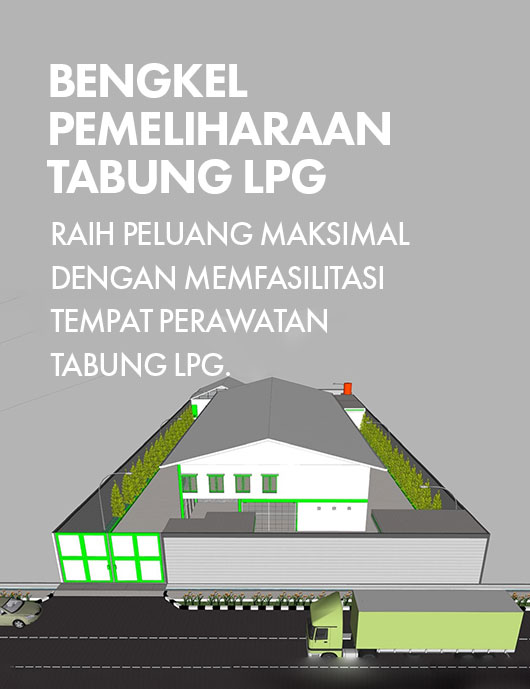 BENGKEL
PEMELIHARAAN
TABUNG LPG
RAIH PELUANG MAKSIMAL
DENGAN MEMFASILITASI
TEMPAT PERAWATAN
TABUNG LPG.